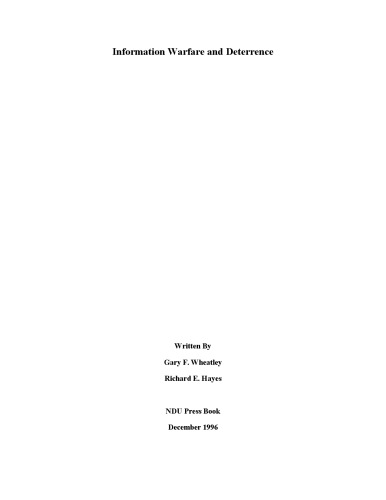 Information Warfare and Deterrence
Written By
Gary F. Wheatley
Richard E. Hayes
NDU Press Book
December 1996